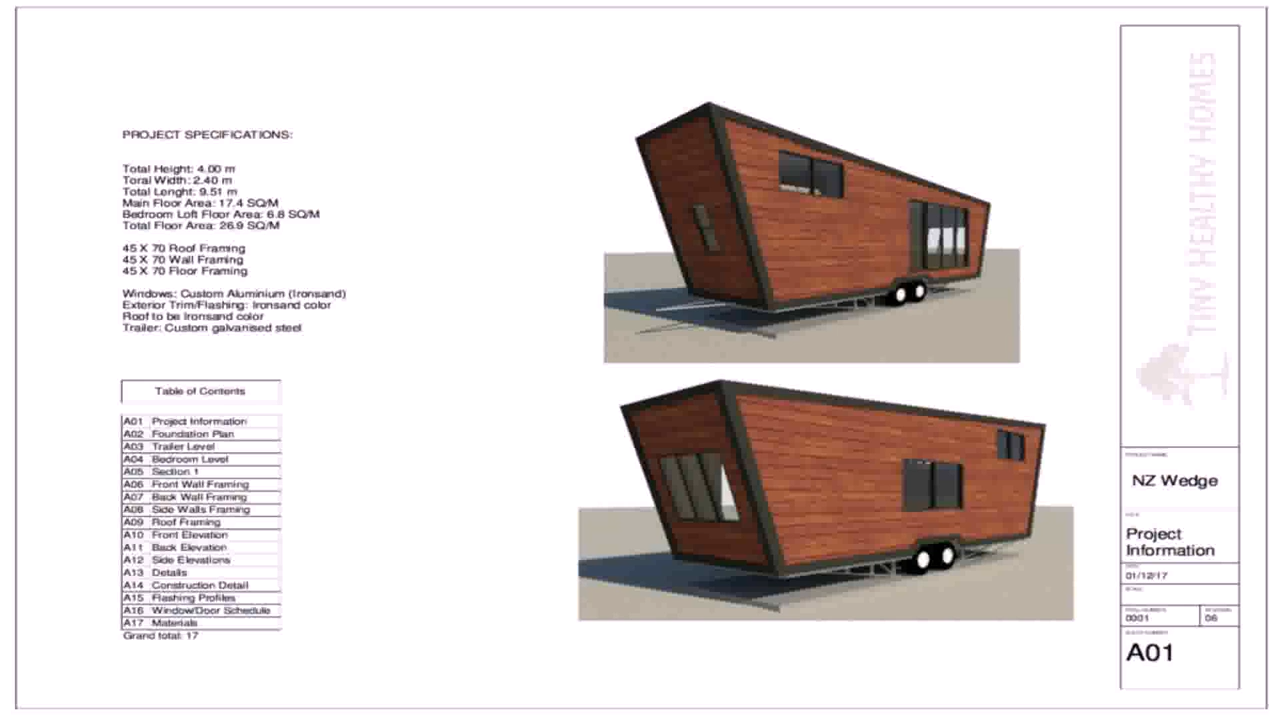 PROJECT SPECIFICATIONS:
Total Height: 4.00 m
Toral Width: 2.40 m
Total Lenght: 9.51 m
Main Floor Area: 17.4 SQ/M
Bedroom Loft Floor Area: 6.8 SQ/M
Total Floor Area: 26.9 SQ/M
45 X 70 Roof Framing
45 X 70 Wall Framing
45 X 70 Floor Framing
Windows: Custom Aluminium (Ironsand)
Exterior Trim/Flashing: Ironsand color
Roof to be Ironsand color
Trailer: Custom galvanised steel
Table of Contents
A01 Project Information
A02 Foundation Plan
A03 Trailer Level
A04 Bedroom Level
A05 Section 1
A06 Front Wall Framing
A07 Back Wall Framing
A08 Side Walls Framing
A09 Roof Framing
A10 Front Elevation
A11 Back Elevation
A12 Side Elevations
A13 Details
A14 Construction Detail
A15 Flashing Profiles
A16 Window/Door Schedule
A17 Materials
Grand total: 17
TINY HEALTHY HOMES
PROJECT NAME
NZ Wedge
Project
Information
01/12/17
0001
06
A01